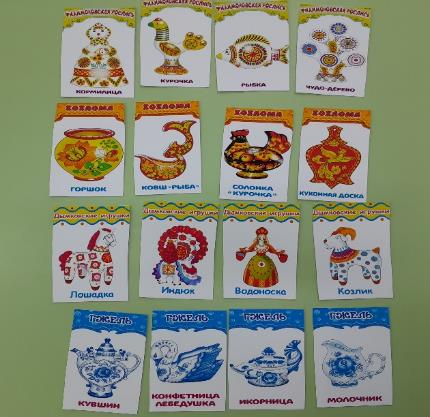 ФИЛИМОНОВСКАЯ РОСПИСЬ
КОРМИЛИЦА
ФИЛИМОНОВСКАЯ РОСПИСЬ
КУРОЧКА
ФИЛИМОНОВСКАЯ РОСПИСЬ
РЫБКА
ФИЛИМОНОВСКАЯ РОСПИСЬ
ЧУДО-ДЕРЕВО
ХОХЛОМА
ГОРШОК
ХОХЛОМА
КОВШ-"РЫБА"
ХОХЛОМА
СОЛОНКА
"КУРОЧКА"
ХОХЛОМА
КУХОННАЯ ДОСКА
Дымковские игрушки
Лошадка
Дымковские игрушки
Индюк
Дымковские игрушки
Водоноска
Дымковские игрушки
Козлик
ГЖЕЛЬ
КУВШИН
ГЖЕЛЬ
КОНФЕТНИЦА
ЛЕБЕДУШКА
ГЖЕЛЬ
ИКОРНИЦА
ГЖЕЛЬ
МОЛОЧНИК